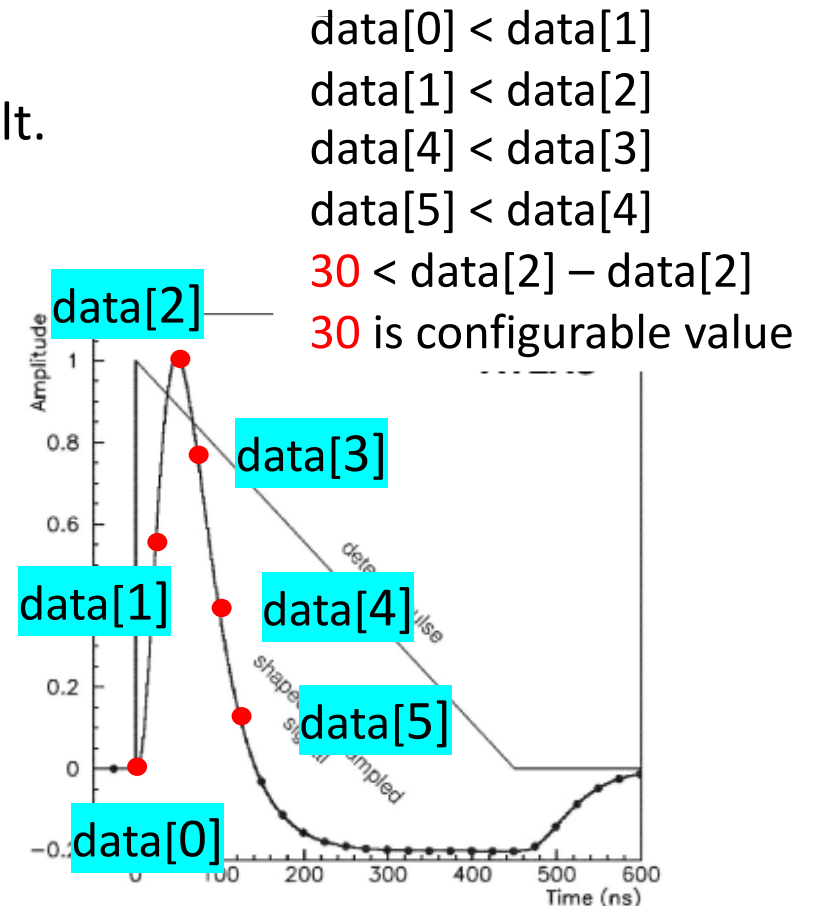 data[0] < data[1]
data[1] < data[2]
lt.
data[4] < data[3]
data[5] < data[4]
30 < data[2] – data[2]
30 is configurable value
data[2]
Amplitude
1
0.8
data[3]
0.6
data[1]
data[4]
0.2
data[5]
0
data[0]
200
300
400
500
600
Time (ns)